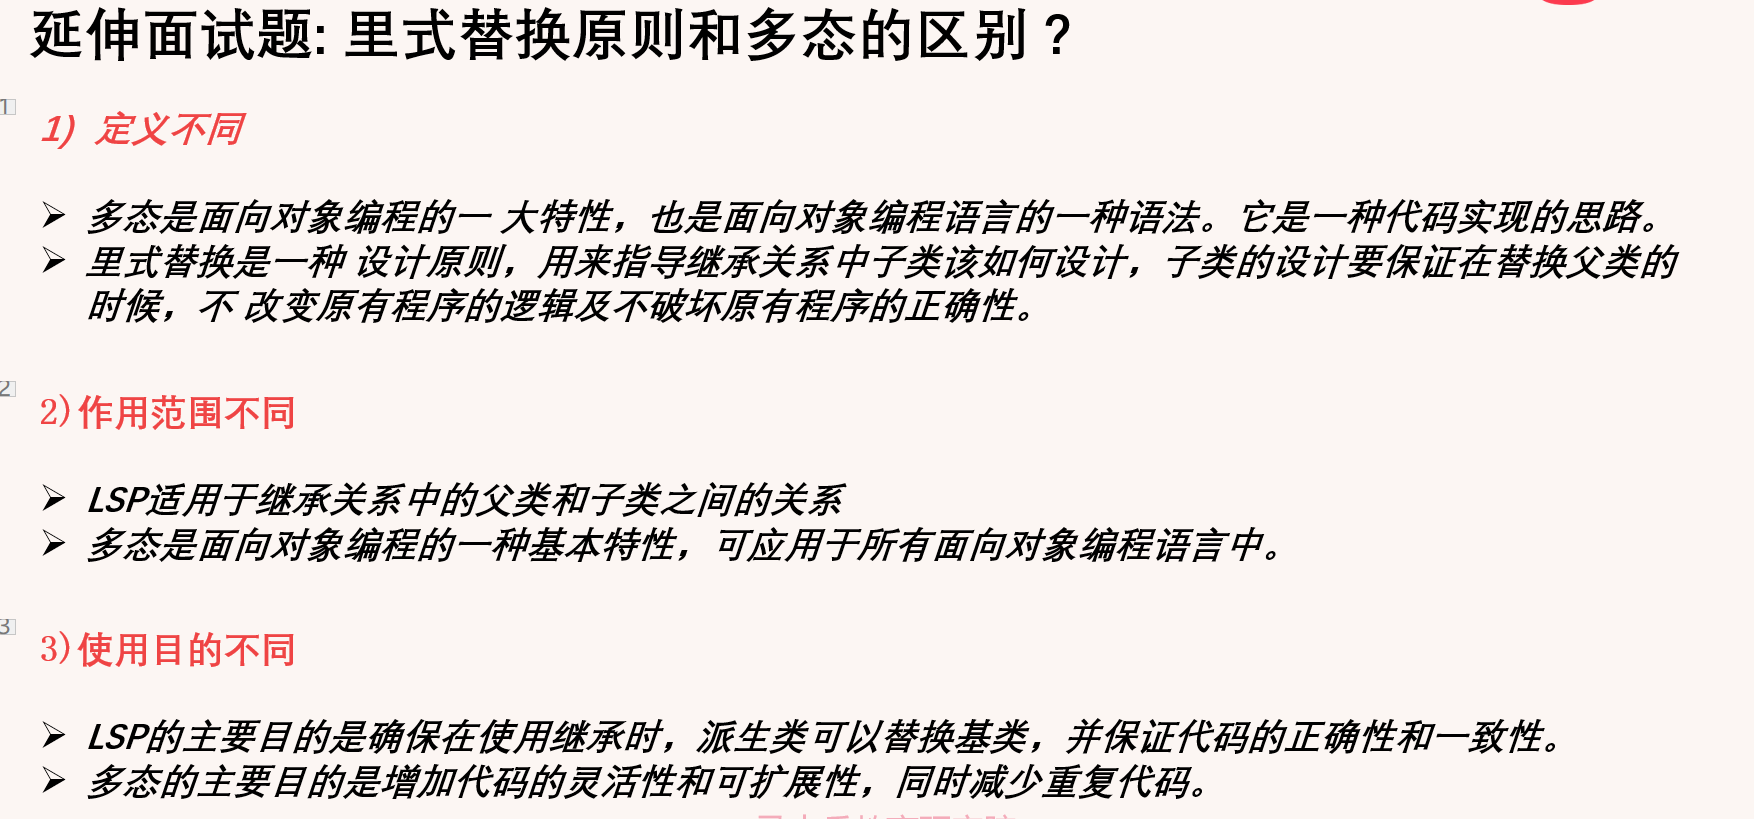 延伸面试题: 里式替换原则和多态的区别？
1
1) 定义不同
➢ 多态是面向对象编程的一 大特性，也是面向对象编程语言的一种语法。它是一种代码实现的思路。
➢ 里式替换是一种 设计原则，用来指导继承关系中子类该如何设计，子类的设计要保证在替换父类的
时候，不 改变原有程序的逻辑及不破坏原有程序的正确性。
2
2)作用范围不同
➢ LSP适用于继承关系中的父类和子类之间的关系
➢ 多态是面向对象编程的一种基本特性，可应用于所有面向对象编程语言中。
3
3)使用目的不同
➢ LSP的主要目的是确保在使用继承时，派生类可以替换基类，并保证代码的正确性和一致性。
➢ 多态的主要目的是增加代码的灵活性和可扩展性，同时减少重复代码。